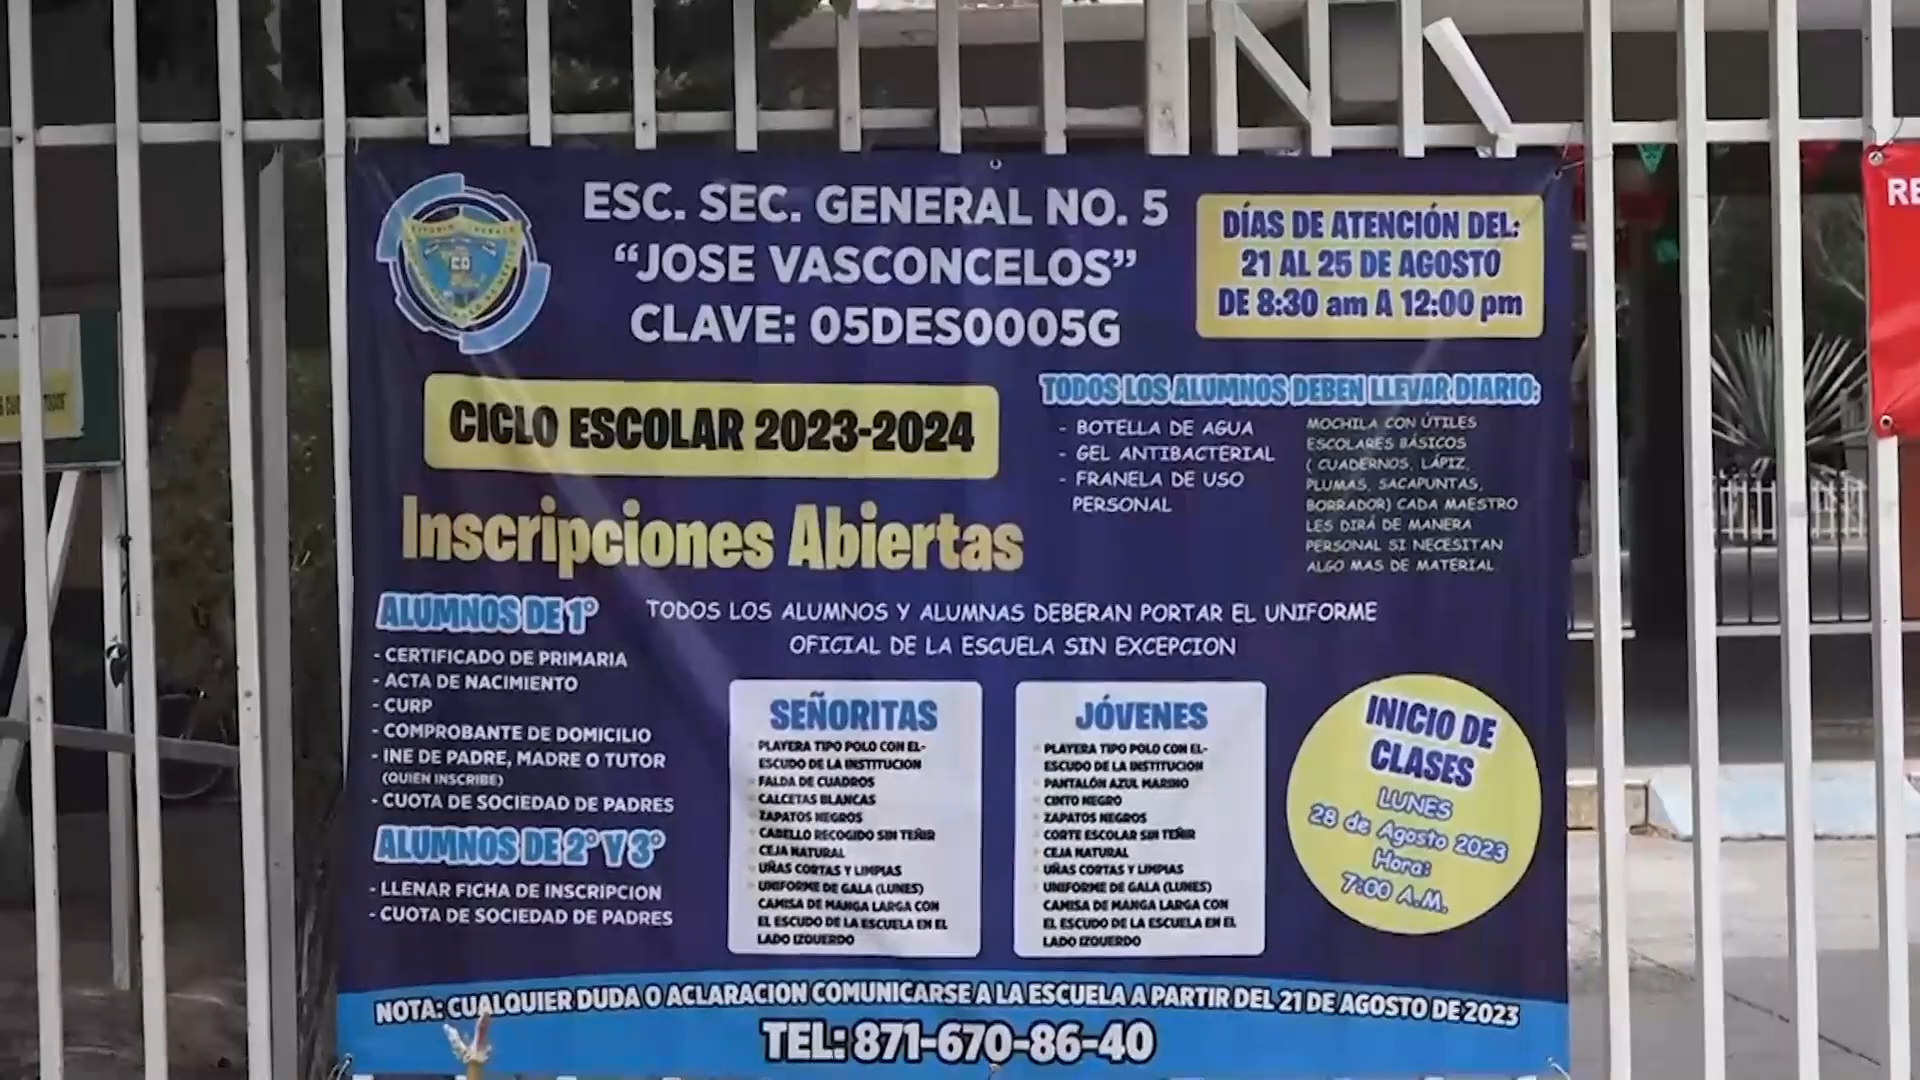 ESC. SEC. GENERAL NO. 5
“JOSE VASCONCELOS”
CLAVE: 05DES0005G
DÍAS DE ATENCIÓN DEL:
21 AL 25 DE AGOSTO
DE 8:30 am A 12:00 pm
CICLO ESCOLAR 2023-2024
Inscripciones Abiertas
TODOS LOS ALUMNOS DEBEN LLEVAR DIARIO:
- BOTELLA DE AGUA
- GEL ANTIBACTERIAL
- FRANELA DE USO
PERSONAL
MOCHILA CON ÚTILES
ESCOLARES BÁSICOS
( CUADERNOS, LÁPIZ,
PLUMAS, SACAPUNTAS,
BORRADOR) CADA MAESTRO
LES DIRÁ DE MANERA
PERSONAL SI NECESITAN
ALGO MAS DE MATERIAL
TODOS LOS ALUMNOS Y ALUMNAS DEBERAN PORTAR EL UNIFORME
OFICIAL DE LA ESCUELA SIN EXCEPCION
ALUMNOS DE 1°
- CERTIFICADO DE PRIMARIA
- ACTA DE NACIMIENTO
- CURP
- COMPROBANTE DE DOMICILIO
- INE DE PADRE, MADRE O TUTOR
(QUIEN INSCRIBE)
- CUOTA DE SOCIEDAD DE PADRES
ALUMNOS DE 2° Y 3°
- LLENAR FICHA DE INSCRIPCION
- CUOTA DE SOCIEDAD DE PADRES
SEÑORITAS
PLAYERA TIPO POLO CON EL-
ESCUDO DE LA INSTITUCION
FALDA DE CUADROS
CALCETAS BLANCAS
ZAPATOS NEGROS
CABELLO RECOGIDO SIN TEÑIR
CEJA NATURAL
UÑAS CORTAS Y LIMPIAS
UNIFORME DE GALA (LUNES)
CAMISA DE MANGA LARGA CON
EL ESCUDO DE LA ESCUELA EN EL
LADO IZQUERDO
JÓVENES
PLAYERA TIPO POLO CON EL-
ESCUDO DE LA INSTITUCION
PANTALÓN AZUL MARINO
CINTO NEGRO
ZAPATOS NEGROS
CORTE ESCOLAR SIN TEÑIR
CEJA NATURAL
UÑAS CORTAS Y LIMPIAS
UNIFORME DE GALA (LUNES)
CAMISA DE MANGA LARGA CON
EL ESCUDO DE LA ESCUELA EN EL
LADO IZQUERDO
INICIO DE
CLASES
LUNES
28 de Agosto 2023
Hora:
7:00 A.M.
NOTA: CUALQUIER DUDA O ACLARACION COMUNICARSE A LA ESCUELA A PARTIR DEL 21 DE AGOSTO DE 2023
TEL: 871-670-86-40
RE